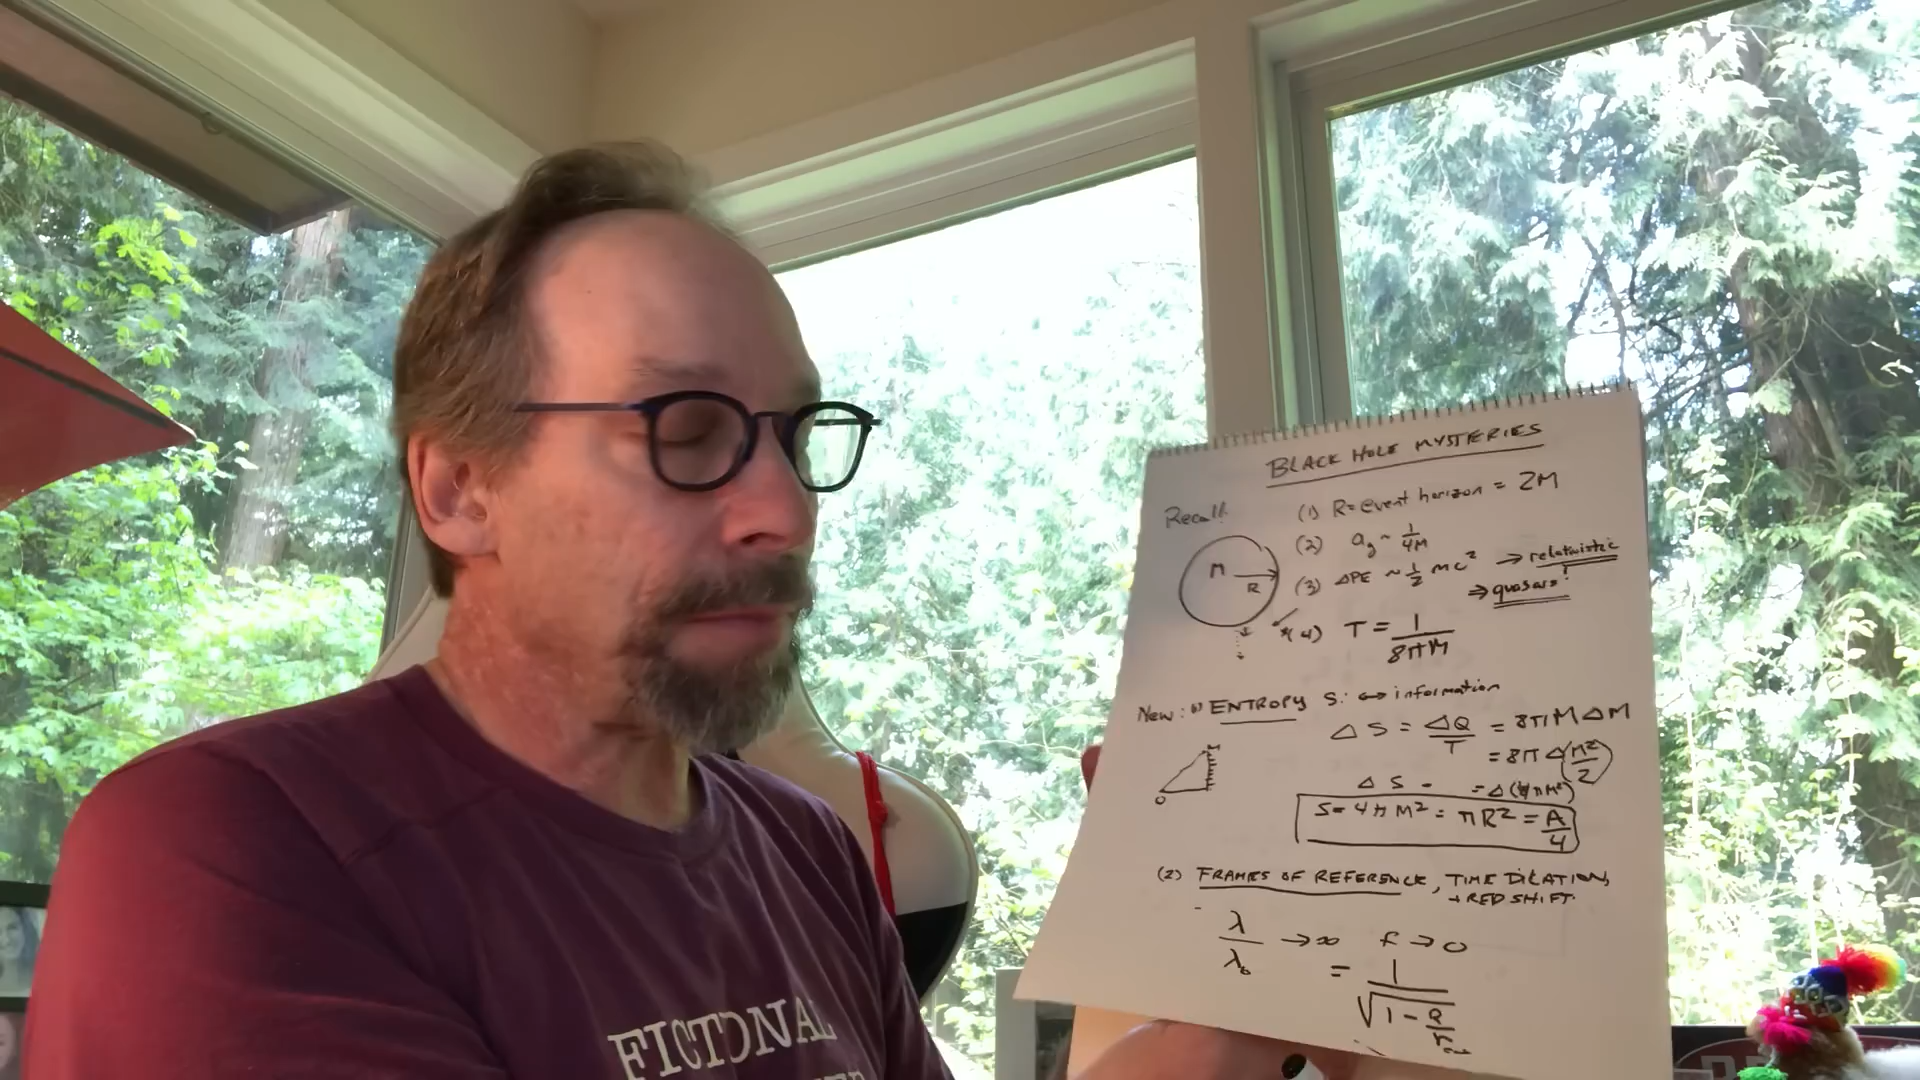 BLACK HOLE MYSTERIES
Recall:
(1) R = event horizon = 2M
(2) a_g ~ 1/4M
(3) ΔPE ~ 1/2 mc² → relativistic!
⇒ quasars!
M
R
*(4) T = 1/8πM
New: (1) ENTROPY S: ↔ information
ΔS = ΔQ/T = 8πMΔM
= 8πΔ(M²/2)
ΔS = = Δ(4πM²)
S = 4πM² = πR² = A/4
(2) FRAMES OF REFERENCE, TIME DILATION,
+ RED SHIFT.
λ/λ₀ → ∞ f → 0
= 1/√(1-R/r)
FICTIONAL